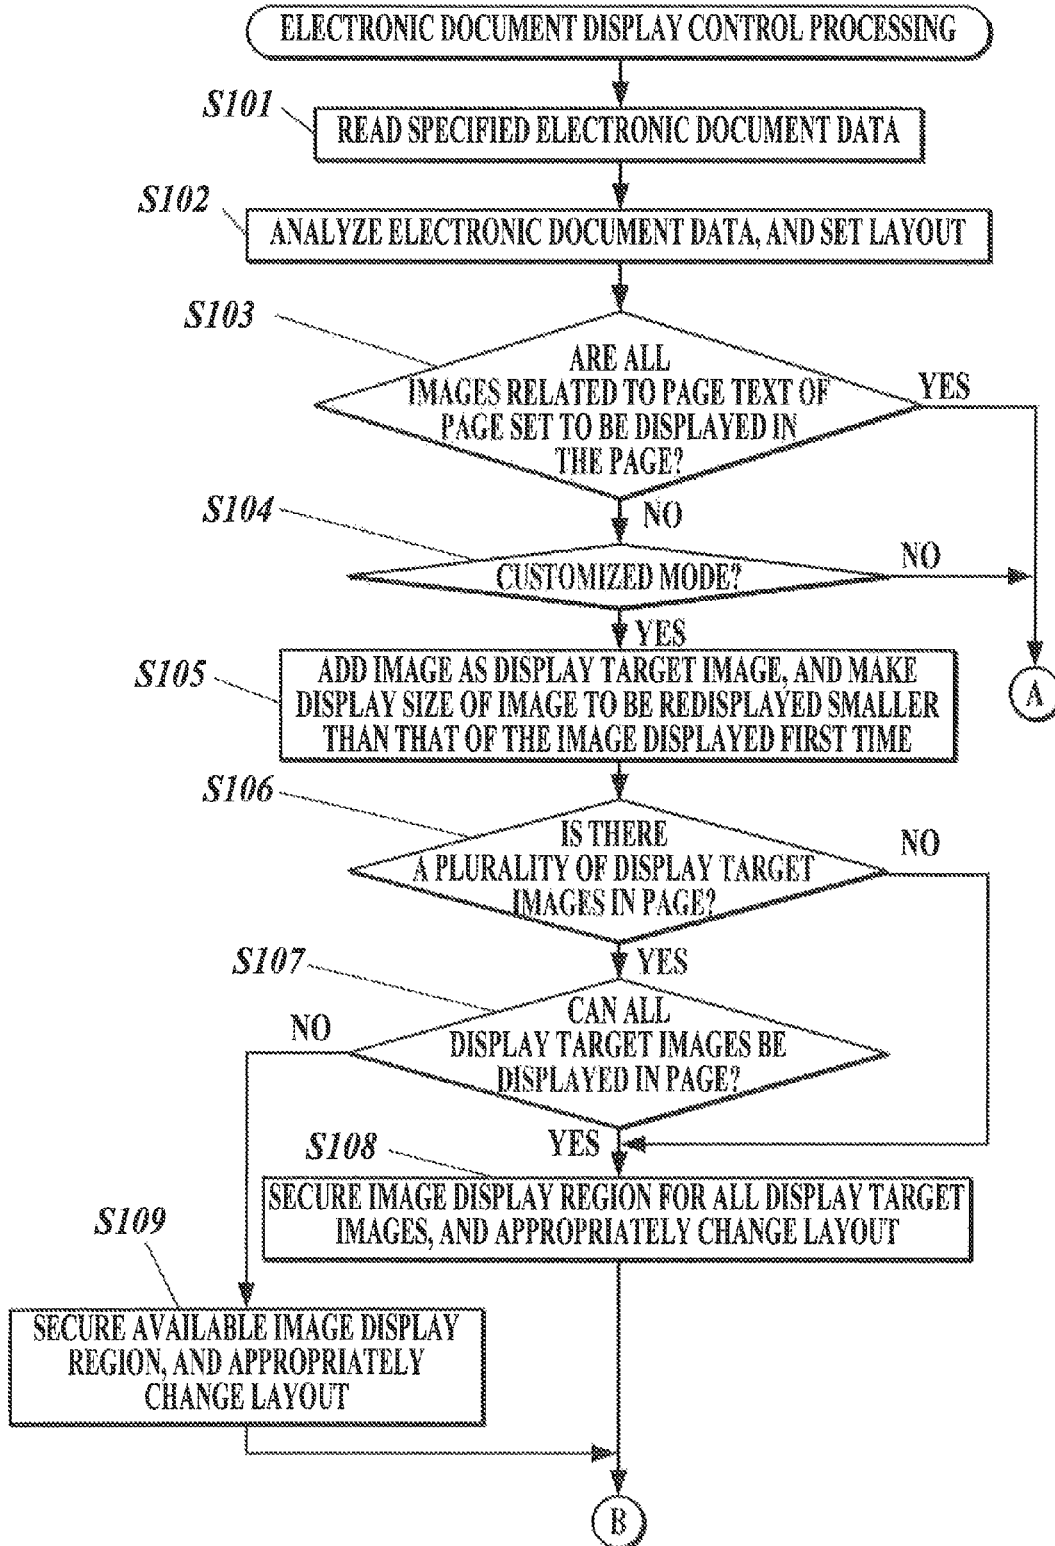 ELECTRONIC DOCUMENT DISPLAY CONTROL PROCESSING
S101
READ SPECIFIED ELECTRONIC DOCUMENT DATA
S102
ANALYZE ELECTRONIC DOCUMENT DATA, AND SET LAYOUT
S103
ARE ALL
IMAGES RELATED TO PAGE TEXT OF
PAGE SET TO BE DISPLAYED IN
THE PAGE?
YES
NO
S104
CUSTOMIZED MODE?
NO
YES
A
S105
ADD IMAGE AS DISPLAY TARGET IMAGE, AND MAKE
DISPLAY SIZE OF IMAGE TO BE REDISPLAYED SMALLER
THAN THAT OF THE IMAGE DISPLAYED FIRST TIME
S106
IS THERE
A PLURALITY OF DISPLAY TARGET
IMAGES IN PAGE?
NO
YES
S107
CAN ALL
DISPLAY TARGET IMAGES BE
DISPLAYED IN PAGE?
NO
YES
S108
SECURE IMAGE DISPLAY REGION FOR ALL DISPLAY TARGET
IMAGES, AND APPROPRIATELY CHANGE LAYOUT
S109
SECURE AVAILABLE IMAGE DISPLAY
REGION, AND APPROPRIATELY
CHANGE LAYOUT
B